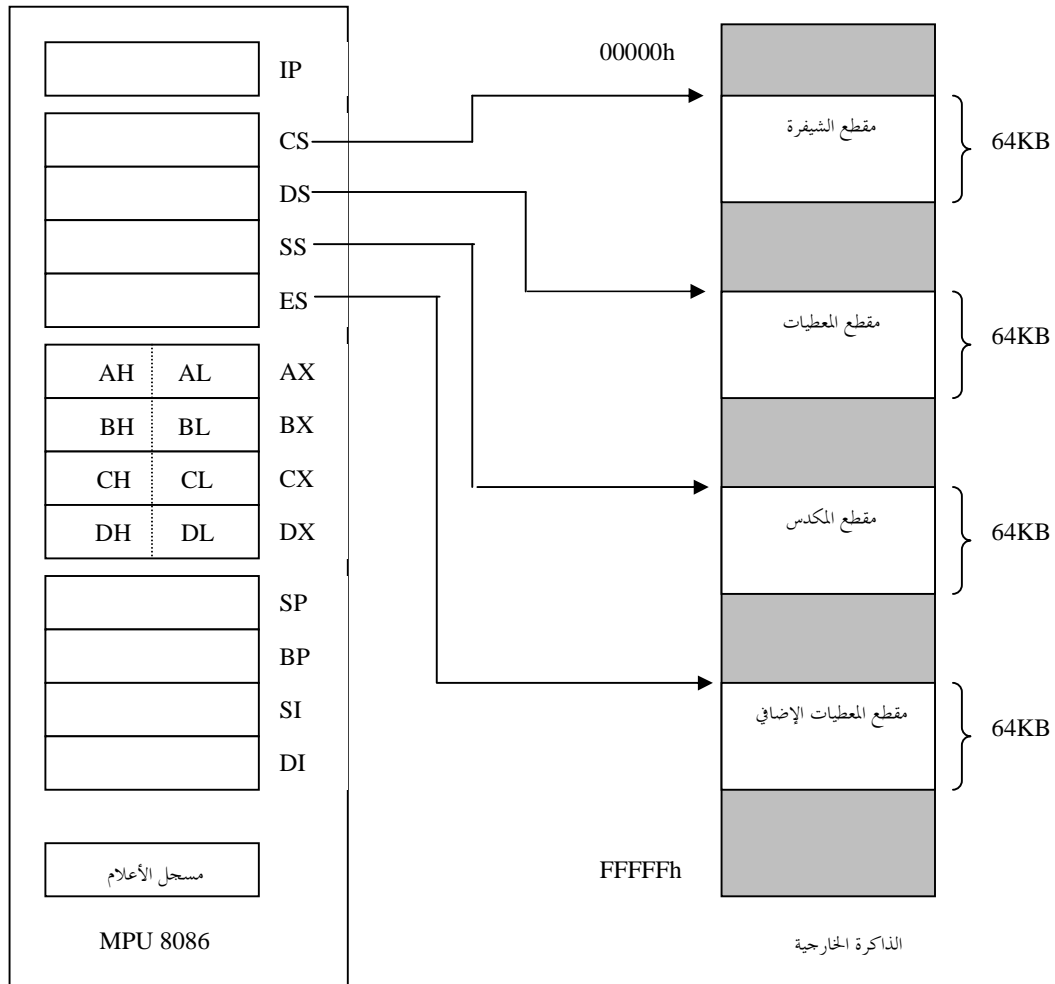 IP
CS
DS
SS
ES
AH AL AX
BH BL BX
CH CL CX
DH DL DX
SP
BP
SI
DI
مسجل الأعلام
MPU 8086
00000h
مقطع الشيفرة
64KB
مقطع المعطيات
64KB
مقطع المكدس
64KB
مقطع المعطيات الإضافي
64KB
FFFFFh
الذاكرة الخارجية